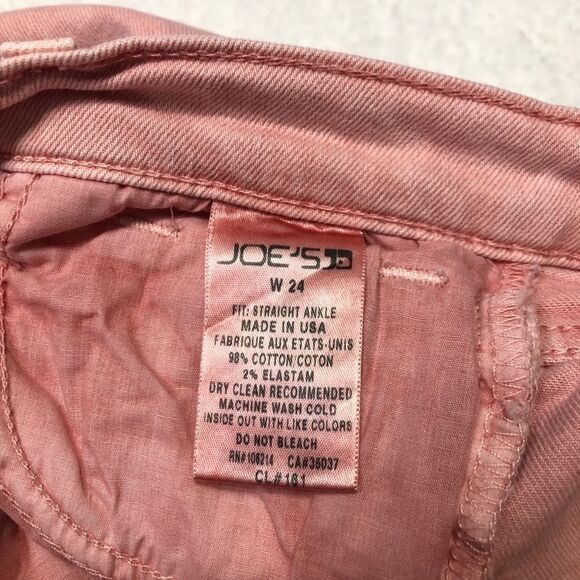 JOE'S
W 24
FIT: STRAIGHT ANKLE
MADE IN USA
FABRIQUE AUX ETATS-UNIS
98% COTTON/COTON
2% ELASTAM
DRY CLEAN RECOMMENDED
MACHINE WASH COLD
INSIDE OUT WITH LIKE COLORS
DO NOT BLEACH
RN#106214 CA#35037
CL#161